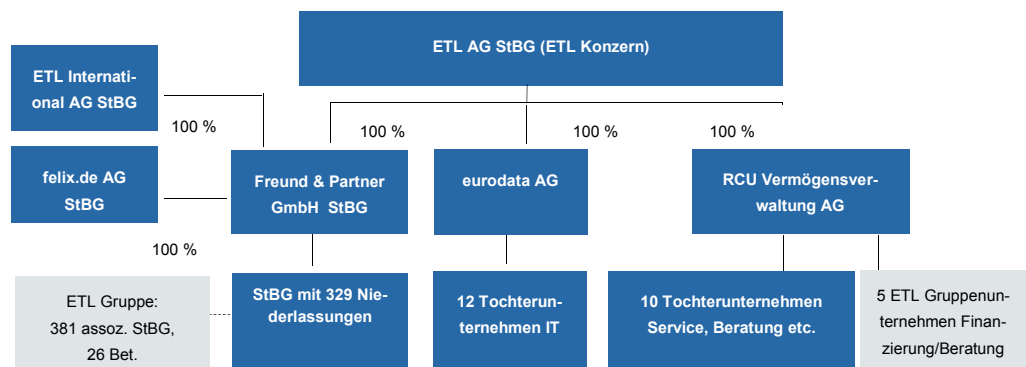 ETL AG StBG (ETL Konzern)
ETL Internati-
onal AG StBG
100 %
100 %
100 %
100 %
felix.de AG
StBG
Freund & Partner
GmbH StBG
eurodata AG
RCU Vermögensver-
waltung AG
100 %
ETL Gruppe:
381 assoz. StBG,
26 Bet.
StBG mit 329 Nie-
derlassungen
12 Tochterun-
ternehmen IT
10 Tochterunternehmen
Service, Beratung etc.
5 ETL Gruppenun-
ternehmen Finan-
zierung/Beratung